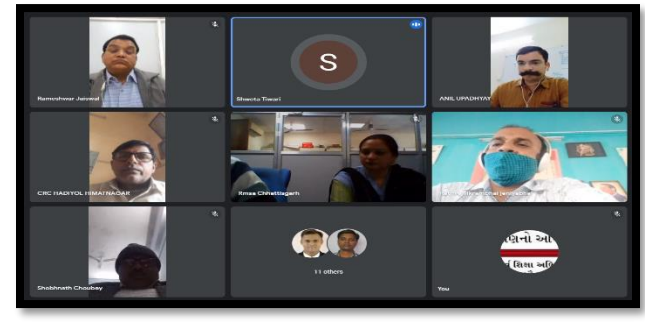 Rameshwar Jaiswal
S
Shweta Tiwari
ANIL UPADHYAY
CRC HADIYOL HIMATNAGAR
Rmsa Chhattisgarh
Shobhnath Choubey
11 others
You